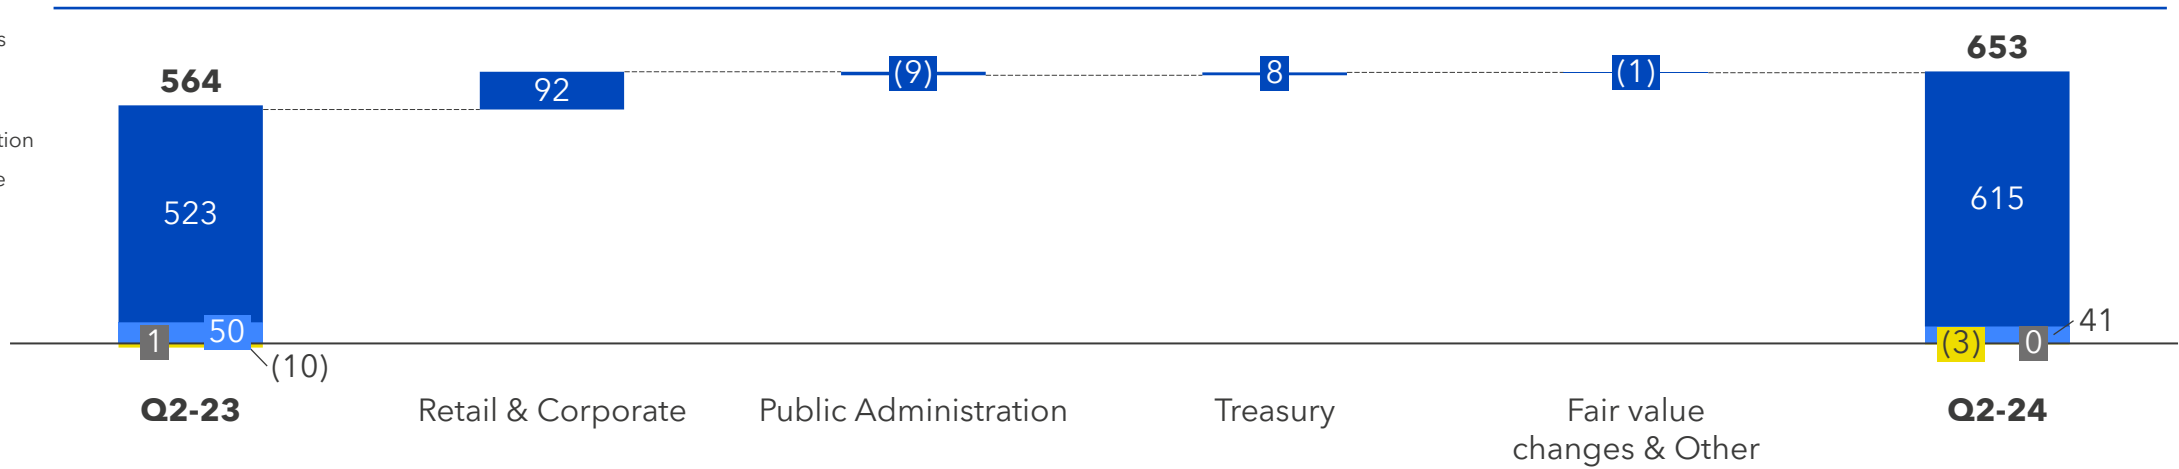 564
92
(9)
8
(1)
653
523
615
1
50
(10)
(3)
0
41
Q2-23
Retail & Corporate
Public Administration
Treasury
Fair value
changes & Other
Q2-24